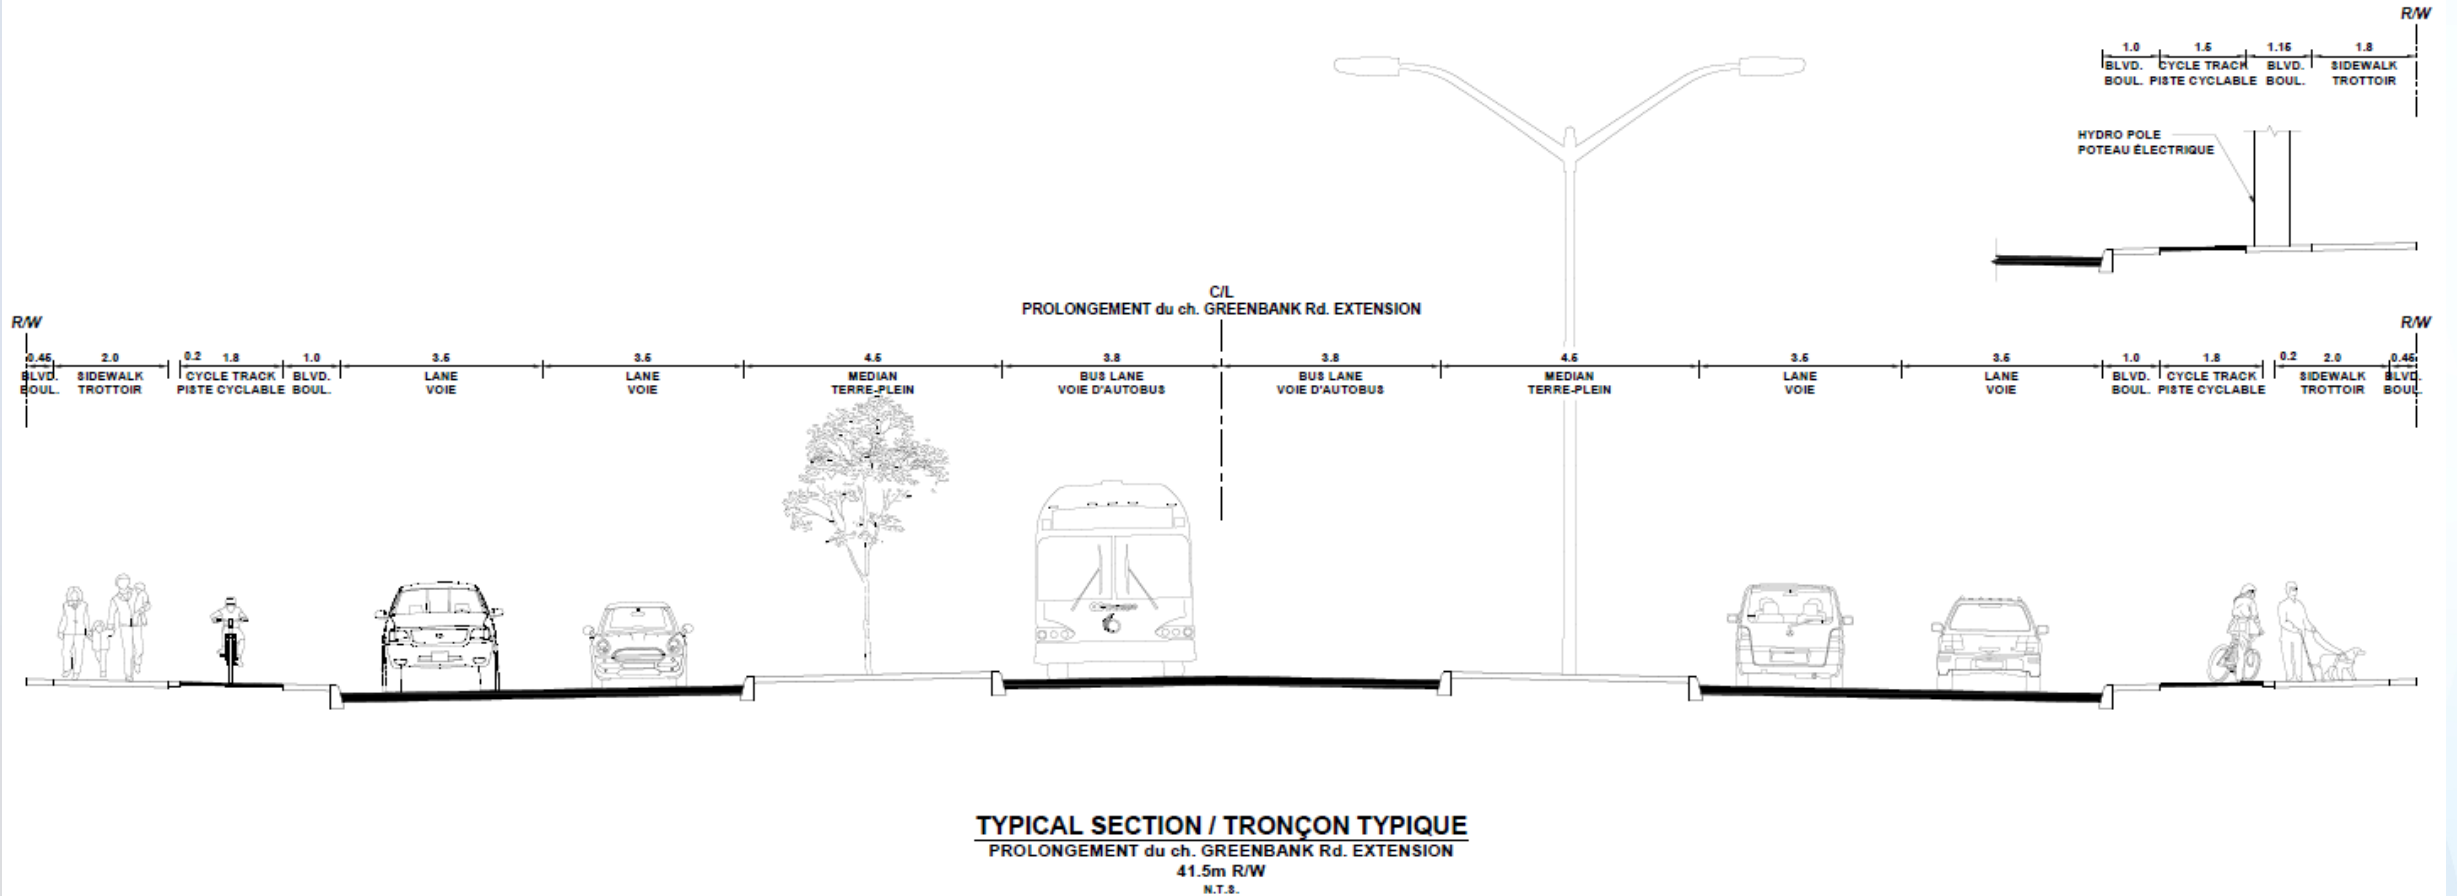 R/W
1.0 1.5 1.15 1.8
BLVD. CYCLE TRACK BLVD. SIDEWALK
BOUL. PISTE CYCLABLE BOUL. TROTTOIR
HYDRO POLE
POTEAU ÉLECTRIQUE
C/L
PROLONGEMENT du ch. GREENBANK Rd. EXTENSION
R/W R/W
0.45 2.0 0.2 1.8 1.0 3.5 3.5 4.5 3.8 3.8 4.5 3.5 3.5 1.0 1.8 0.2 2.0 0.45
BLVD. SIDEWALK CYCLE TRACK BLVD. LANE LANE MEDIAN BUS LANE BUS LANE MEDIAN LANE LANE BLVD. CYCLE TRACK SIDEWALK BLVD.
BOUL. TROTTOIR PISTE CYCLABLE BOUL. VOIE VOIE TERRE-PLEIN VOIE D'AUTOBUS VOIE D'AUTOBUS TERRE-PLEIN VOIE VOIE BOUL. PISTE CYCLABLE TROTTOIR BOUL.
TYPICAL SECTION / TRONÇON TYPIQUE
PROLONGEMENT du ch. GREENBANK Rd. EXTENSION
41.5m R/W
N.T.S.